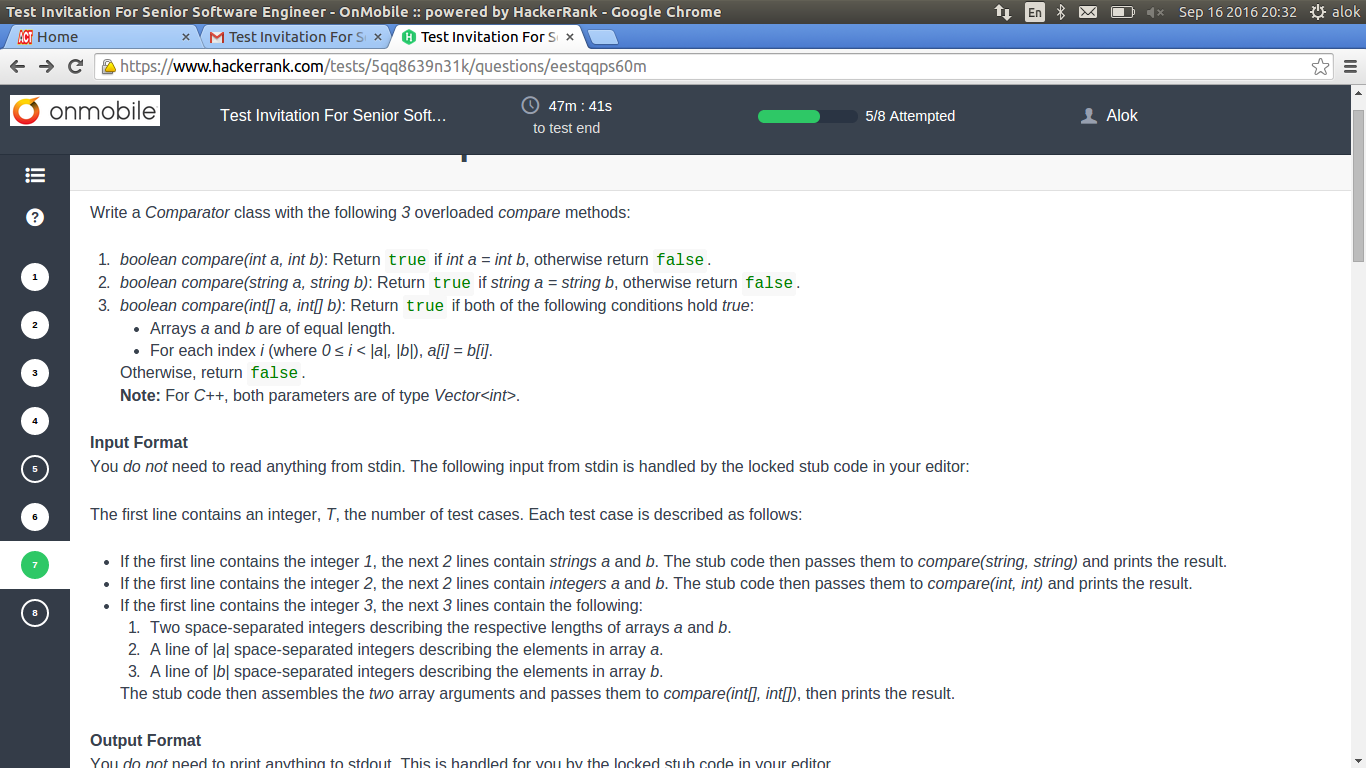 Test Invitation For Senior Software Engineer - OnMobile :: powered by HackerRank - Google Chrome
En
Sep 16 2016 20:32
alok
ACT Home ×
Test Invitation For S ×
Test Invitation For S ×
https://www.hackerrank.com/tests/5qq8639n31k/questions/eestqqps60m
onmobile
Test Invitation For Senior Soft...
47m : 41s
to test end
5/8 Attempted
Alok
?
1
2
3
4
5
6
7
8
Write a Comparator class with the following 3 overloaded compare methods:
1. boolean compare(int a, int b): Return true if int a = int b, otherwise return false.
2. boolean compare(string a, string b): Return true if string a = string b, otherwise return false.
3. boolean compare(int[] a, int[] b): Return true if both of the following conditions hold true:
• Arrays a and b are of equal length.
• For each index i (where 0 ≤ i < |a|, |b|), a[i] = b[i].
Otherwise, return false.
Note: For C++, both parameters are of type Vector<int>.
Input Format
You do not need to read anything from stdin. The following input from stdin is handled by the locked stub code in your editor:
The first line contains an integer, T, the number of test cases. Each test case is described as follows:
• If the first line contains the integer 1, the next 2 lines contain strings a and b. The stub code then passes them to compare(string, string) and prints the result.
• If the first line contains the integer 2, the next 2 lines contain integers a and b. The stub code then passes them to compare(int, int) and prints the result.
• If the first line contains the integer 3, the next 3 lines contain the following:
1. Two space-separated integers describing the respective lengths of arrays a and b.
2. A line of |a| space-separated integers describing the elements in array a.
3. A line of |b| space-separated integers describing the elements in array b.
The stub code then assembles the two array arguments and passes them to compare(int[], int[]), then prints the result.
Output Format
You do not need to print anything to stdout. This is handled for you by the locked stub code in your editor